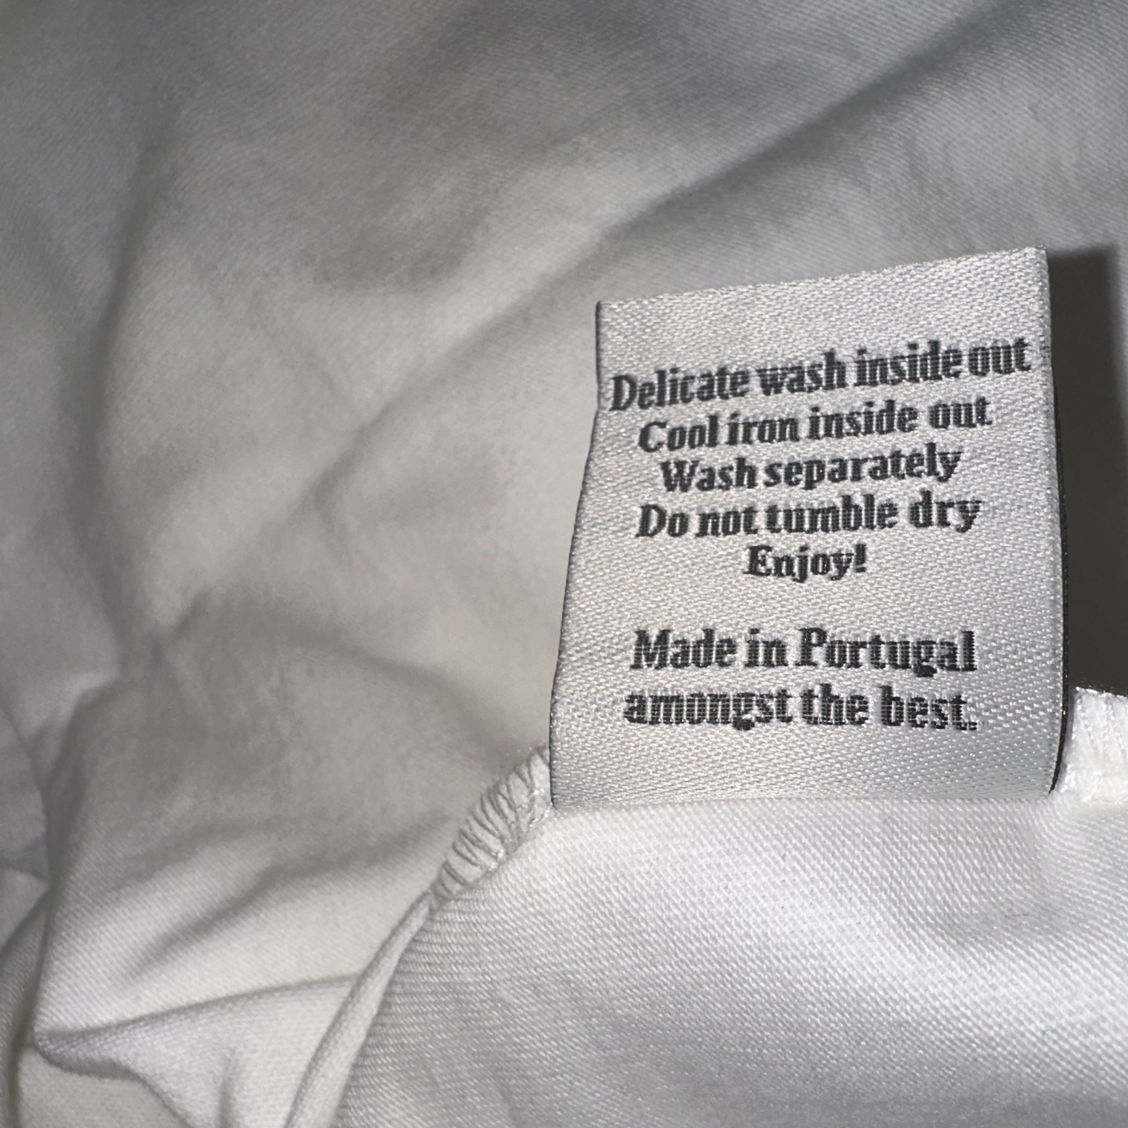 Delicate wash inside out
Cool iron inside out
Wash separately
Do not tumble dry
Enjoy!
Made in Portugal
amongst the best.